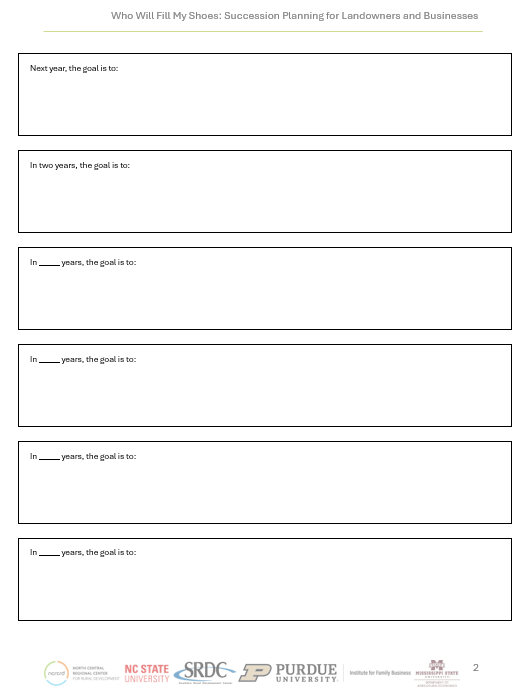 Who Will Fill My Shoes: Succession Planning for Landowners and Businesses
Next year, the goal is to:
In two years, the goal is to:
In ____ years, the goal is to:
In ____ years, the goal is to:
In ____ years, the goal is to:
In ____ years, the goal is to:
ncrcrd
NORTH CENTRAL
REGIONAL CENTER
FOR RURAL DEVELOPMENT
NC STATE
UNIVERSITY
SRDC
PURDUE
UNIVERSITY
Institute for Family Business
MISSISSIPPI STATE
UNIVERSITY
2